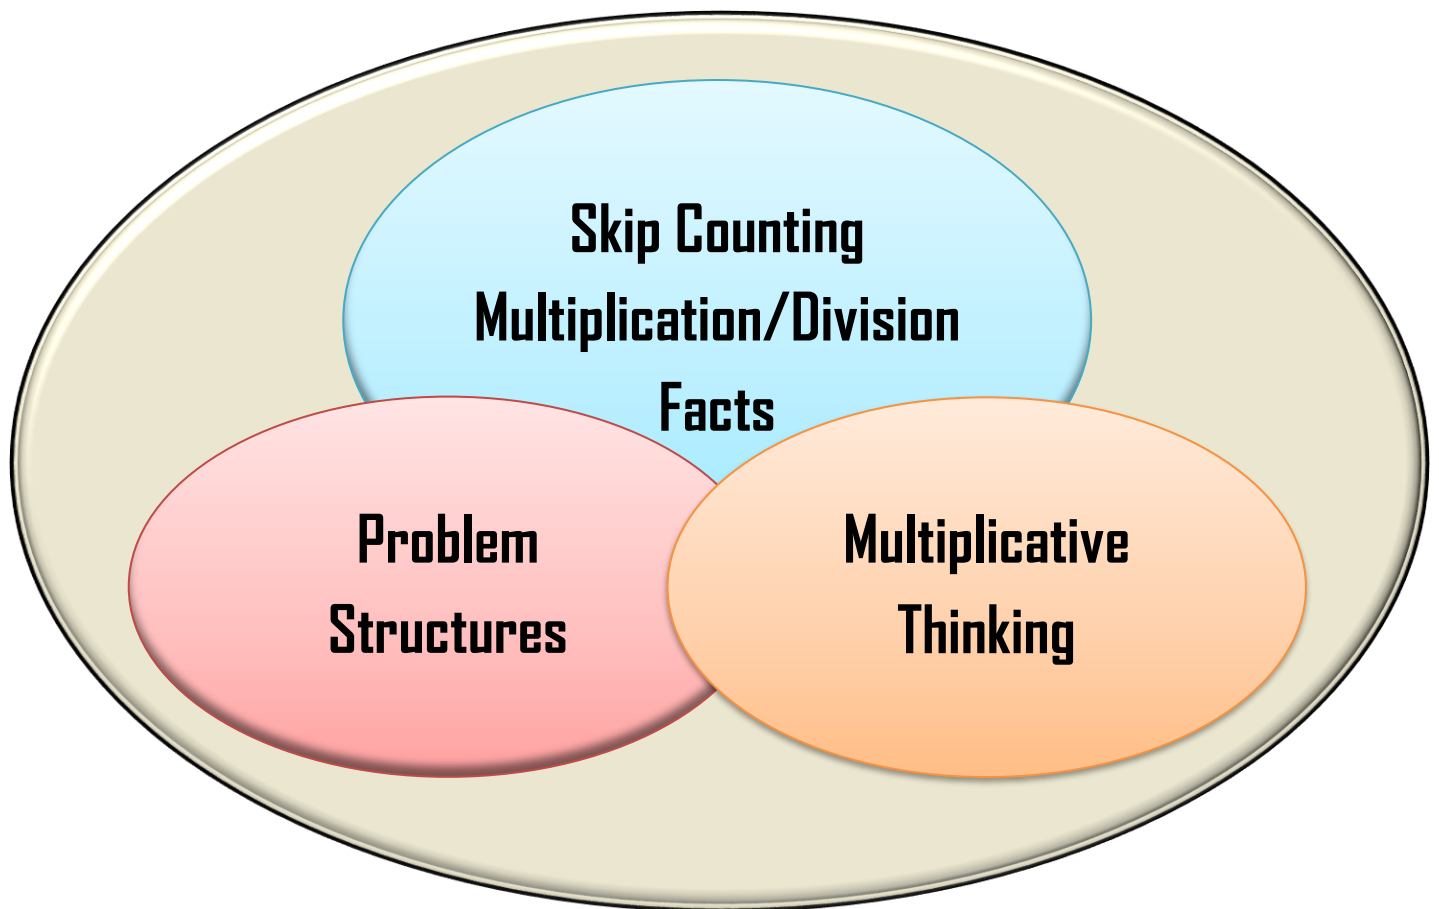 Skip Counting
Multiplication/Division
Facts
Problem
Structures
Multiplicative
Thinking